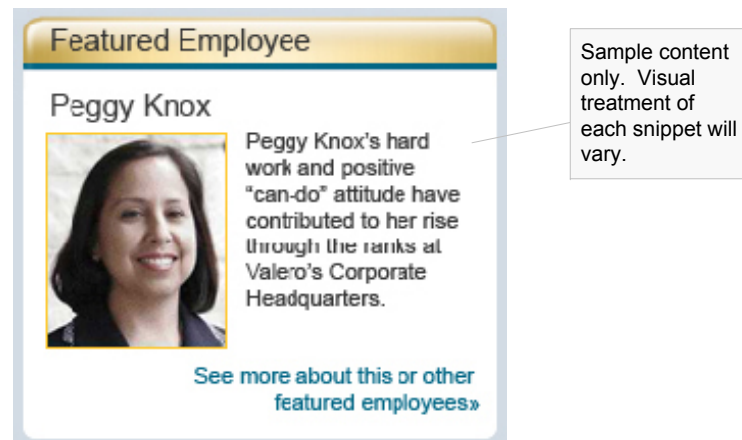 Featured Employee
Peggy Knox
Peggy Knox's hard
work and positive
“can-do” attitude have
contributed to her rise
through the ranks at
Valero's Corporate
Headquarters.
See more about this or other
featured employees»
Sample content
only. Visual
treatment of
each snippet will
vary.